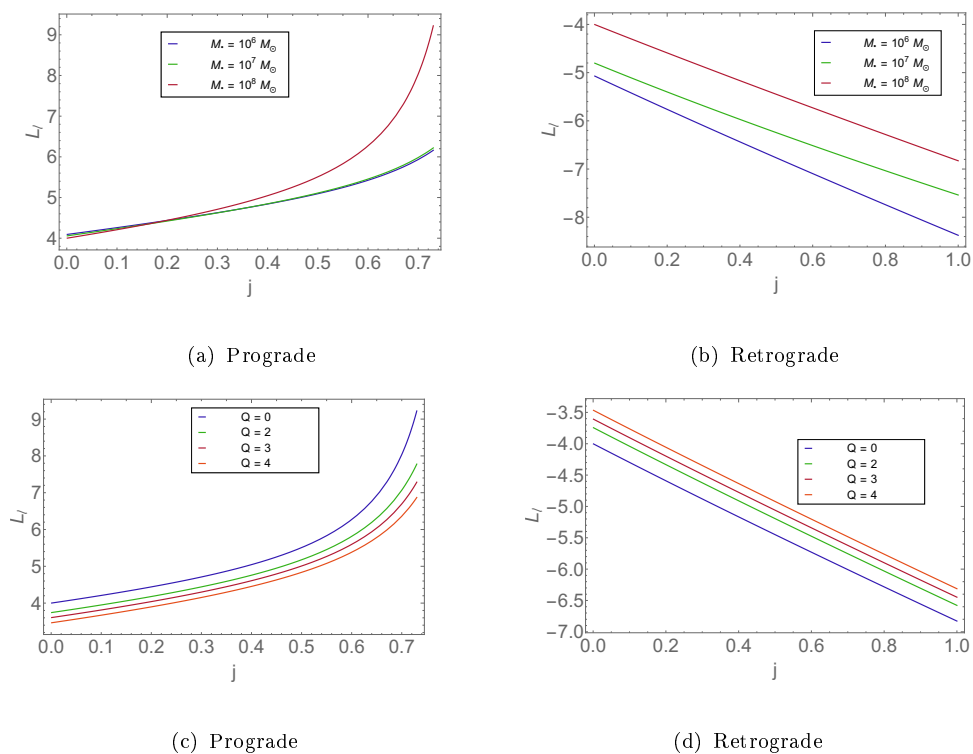 9
8
7
6
5
4
L_l
M• = 10^6 M⊙
M• = 10^7 M⊙
M• = 10^8 M⊙
0.0 0.1 0.2 0.3 0.4 0.5 0.6 0.7
j
(a) Prograde
−4
−5
−6
−7
−8
L_l
M• = 10^6 M⊙
M• = 10^7 M⊙
M• = 10^8 M⊙
0.0 0.2 0.4 0.6 0.8 1.0
j
(b) Retrograde
9
8
7
6
5
4
L_l
Q = 0
Q = 2
Q = 3
Q = 4
0.0 0.1 0.2 0.3 0.4 0.5 0.6 0.7
j
(c) Prograde
−3.5
−4.0
−4.5
−5.0
−5.5
−6.0
−6.5
−7.0
L_l
Q = 0
Q = 2
Q = 3
Q = 4
0.0 0.2 0.4 0.6 0.8 1.0
j
(d) Retrograde